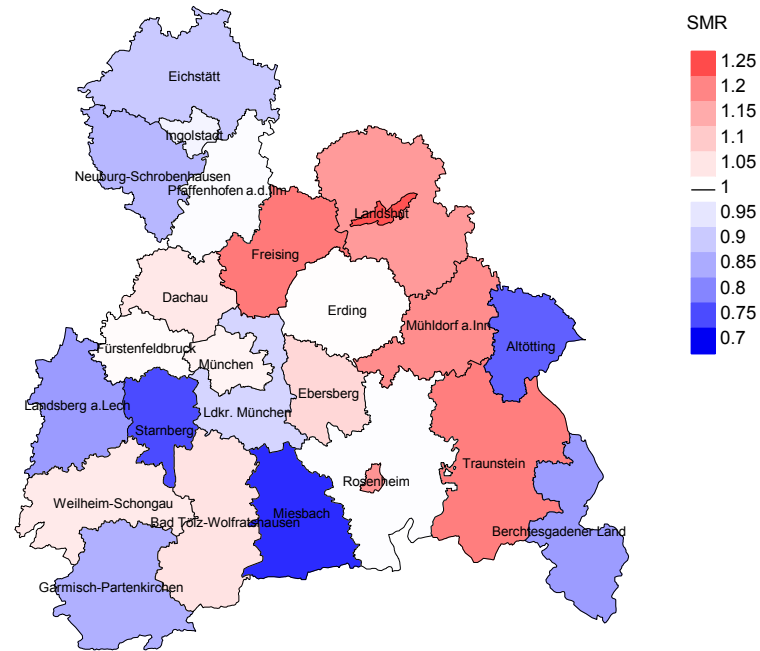 SMR
1.25
1.2
1.15
1.1
1.05
1
0.95
0.9
0.85
0.8
0.75
0.7
Eichstätt
Ingolstadt
Neuburg-Schrobenhausen
Pfaffenhofen a.d.Ilm
Landshut
Freising
Dachau
Erding
Mühldorf a.Inn
Altötting
Fürstenfeldbruck
München
Ebersberg
Landsberg a.Lech
Ldkr. München
Starnberg
Traunstein
Rosenheim
Weilheim-Schongau
Miesbach
Bad Tölz-Wolfratshausen
Berchtesgadener Land
Garmisch-Partenkirchen